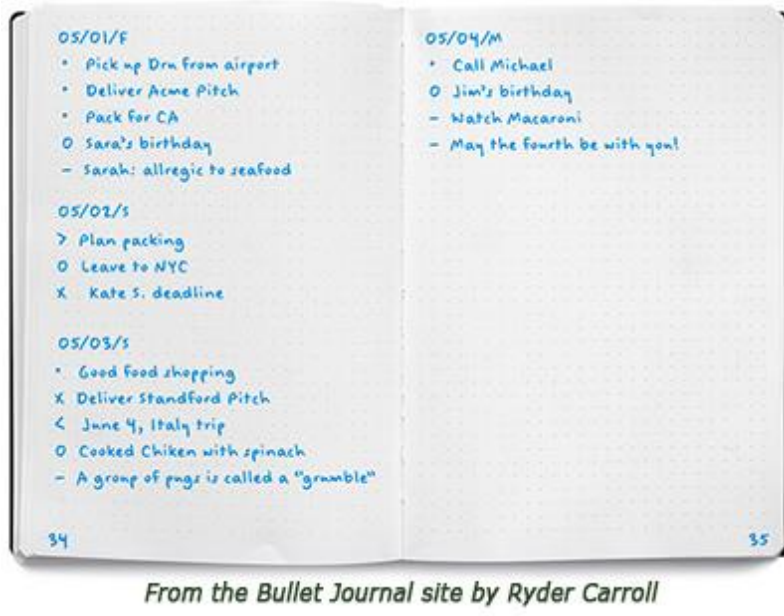 05/01/F
• Pick up Dru from airport
• Deliver Acme Pitch
• Pack for CA
O Sara's birthday
– Sarah: allregic to seafood
05/02/S
> Plan packing
O Leave to NYC
X Kate S. deadline
05/03/S
• Good food shopping
X Deliver Standford Pitch
< June 4, Italy trip
O Cooked Chiken with spinach
– A group of pugs is called a "grumble"
34
05/04/M
• Call Michael
O Jim's birthday
– Watch Macaroni
– May the fourth be with you!
35
From the Bullet Journal site by Ryder Carroll